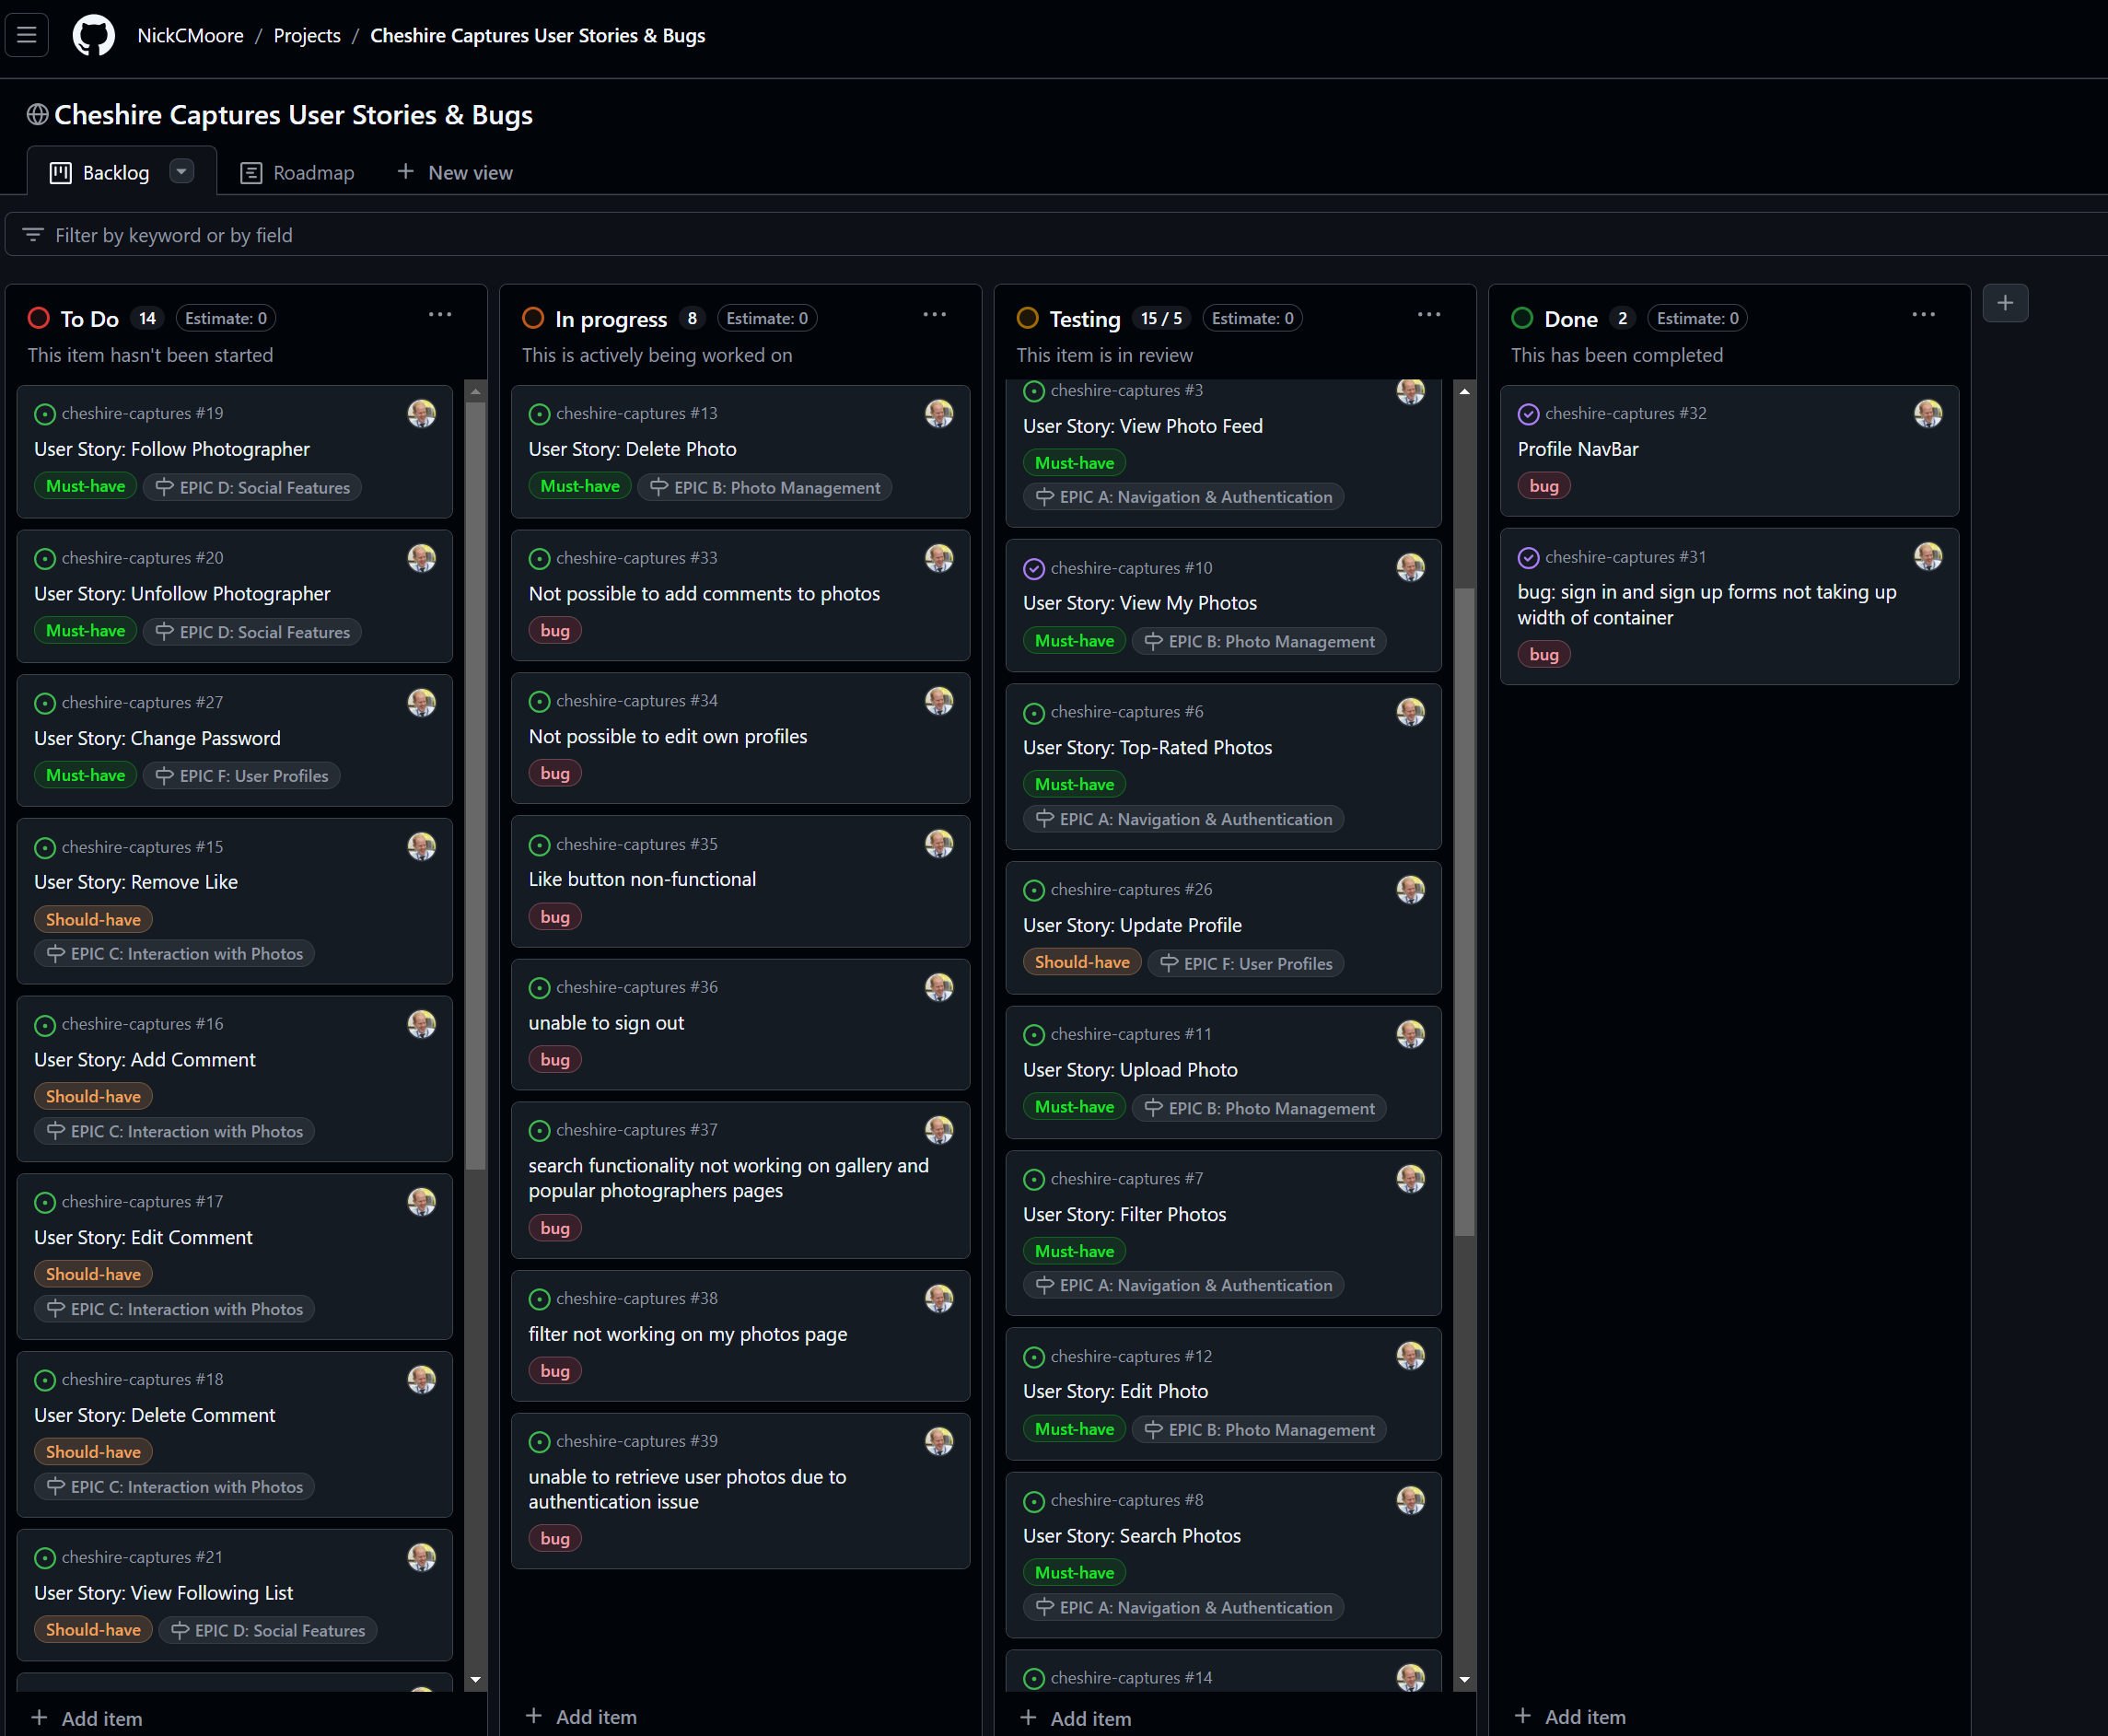 NickCMoore / Projects / Cheshire Captures User Stories & Bugs
Cheshire Captures User Stories & Bugs
Backlog
Roadmap
New view
Filter by keyword or by field
To Do 14 Estimate: 0
This item hasn't been started
cheshire-captures #19
User Story: Follow Photographer
Must-have EPIC D: Social Features
cheshire-captures #20
User Story: Unfollow Photographer
Must-have EPIC D: Social Features
cheshire-captures #27
User Story: Change Password
Must-have EPIC F: User Profiles
cheshire-captures #15
User Story: Remove Like
Should-have
EPIC C: Interaction with Photos
cheshire-captures #16
User Story: Add Comment
Should-have
EPIC C: Interaction with Photos
cheshire-captures #17
User Story: Edit Comment
Should-have
EPIC C: Interaction with Photos
cheshire-captures #18
User Story: Delete Comment
Should-have
EPIC C: Interaction with Photos
cheshire-captures #21
User Story: View Following List
Should-have EPIC D: Social Features
Add item
In progress 8 Estimate: 0
This is actively being worked on
cheshire-captures #13
User Story: Delete Photo
Must-have EPIC B: Photo Management
cheshire-captures #33
Not possible to add comments to photos
bug
cheshire-captures #34
Not possible to edit own profiles
bug
cheshire-captures #35
Like button non-functional
bug
cheshire-captures #36
unable to sign out
bug
cheshire-captures #37
search functionality not working on gallery and
popular photographers pages
bug
cheshire-captures #38
filter not working on my photos page
bug
cheshire-captures #39
unable to retrieve user photos due to
authentication issue
bug
Add item
Testing 15 / 5 Estimate: 0
This item is in review
cheshire-captures #3
User Story: View Photo Feed
Must-have
EPIC A: Navigation & Authentication
cheshire-captures #10
User Story: View My Photos
Must-have EPIC B: Photo Management
cheshire-captures #6
User Story: Top-Rated Photos
Must-have
EPIC A: Navigation & Authentication
cheshire-captures #26
User Story: Update Profile
Should-have EPIC F: User Profiles
cheshire-captures #11
User Story: Upload Photo
Must-have EPIC B: Photo Management
cheshire-captures #7
User Story: Filter Photos
Must-have
EPIC A: Navigation & Authentication
cheshire-captures #12
User Story: Edit Photo
Must-have EPIC B: Photo Management
cheshire-captures #8
User Story: Search Photos
Must-have
EPIC A: Navigation & Authentication
cheshire-captures #14
Add item
Done 2 Estimate: 0
This has been completed
cheshire-captures #32
Profile NavBar
bug
cheshire-captures #31
bug: sign in and sign up forms not taking up
width of container
bug
Add item